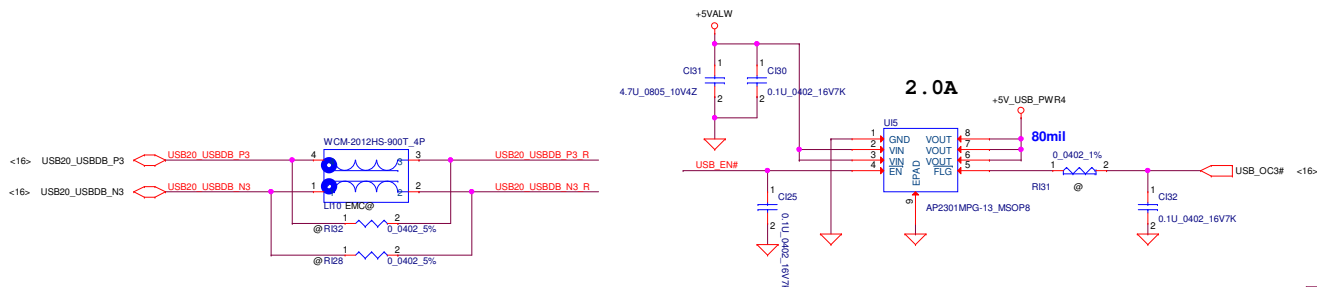 +5VALW
CI31
1
2
4.7U_0805_10V4Z
CI30
1
2
0.1U_0402_16V7K
2.0A
+5V_USB_PWR4
UI5
1 GND VOUT 8
2 VIN VOUT 7
3 VIN VOUT 6
4 EN FLG 5
EPAD
9
AP2301MPG-13_MSOP8
80mil
0_0402_1%
1 2
RI31 @
USB_OC3# <16>
CI32
1
2
0.1U_0402_16V7K
USB_EN#
CI25
1
2
0.1U_0402_16V7
WCM-2012HS-900T_4P
<16> USB20_USBDB_P3 USB20_USBDB_P3 4 3 3 USB20_USBDB_P3_R
<16> USB20_USBDB_N3 USB20_USBDB_N3 1 2 2 USB20_USBDB_N3_R
LI10 EMC@
1 2
@RI32 0_0402_5%
1 2
@RI28 0_0402_5%